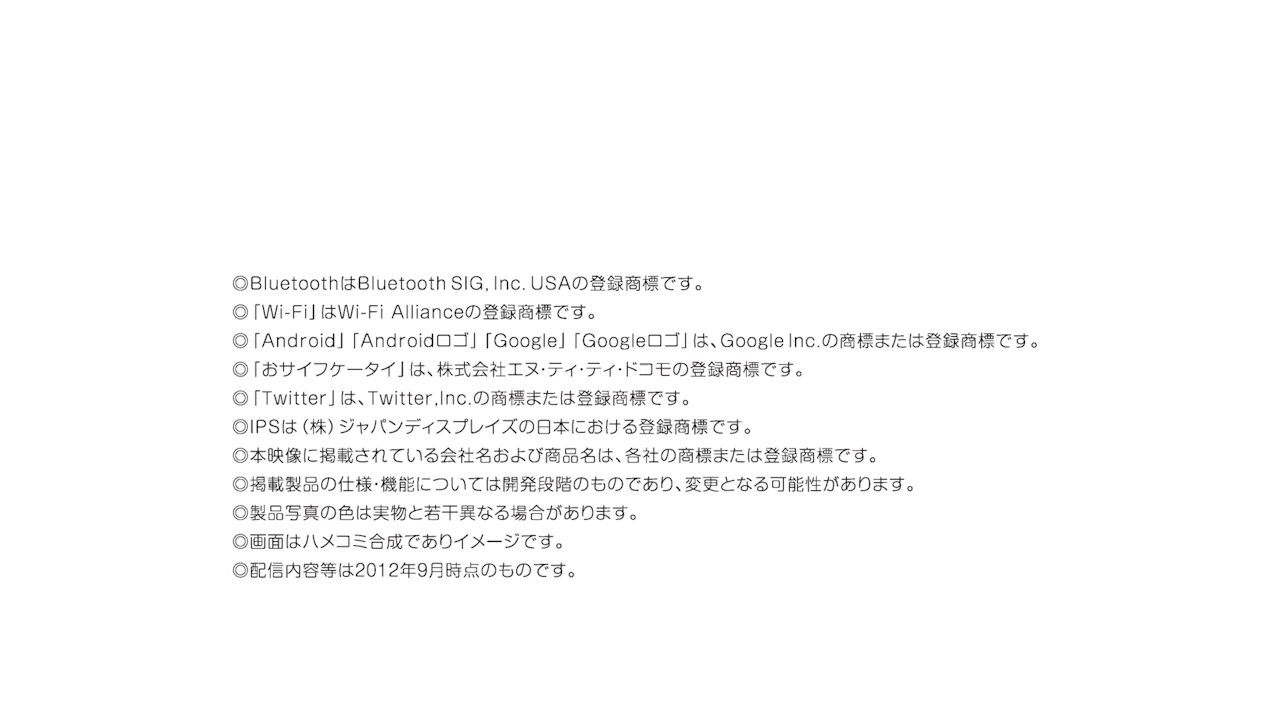 ◎BluetoothはBluetooth SIG, Inc. USAの登録商標です。
◎「Wi-Fi」はWi-Fi Allianceの登録商標です。
◎「Android」「Androidロゴ」「Google」「Googleロゴ」は、Google Inc.の商標または登録商標です。
◎「おサイフケータイ」は、株式会社エヌ・ティ・ティ・ドコモの登録商標です。
◎「Twitter」は、Twitter,Inc.の商標または登録商標です。
◎IPSは（株）ジャパンディスプレイズの日本における登録商標です。
◎本映像に掲載されている会社名および商品名は、各社の商標または登録商標です。
◎掲載製品の仕様・機能については開発段階のものであり、変更となる可能性があります。
◎製品写真の色は実物と若干異なる場合があります。
◎画面はハメコミ合成でありイメージです。
◎配信内容等は2012年9月時点のものです。